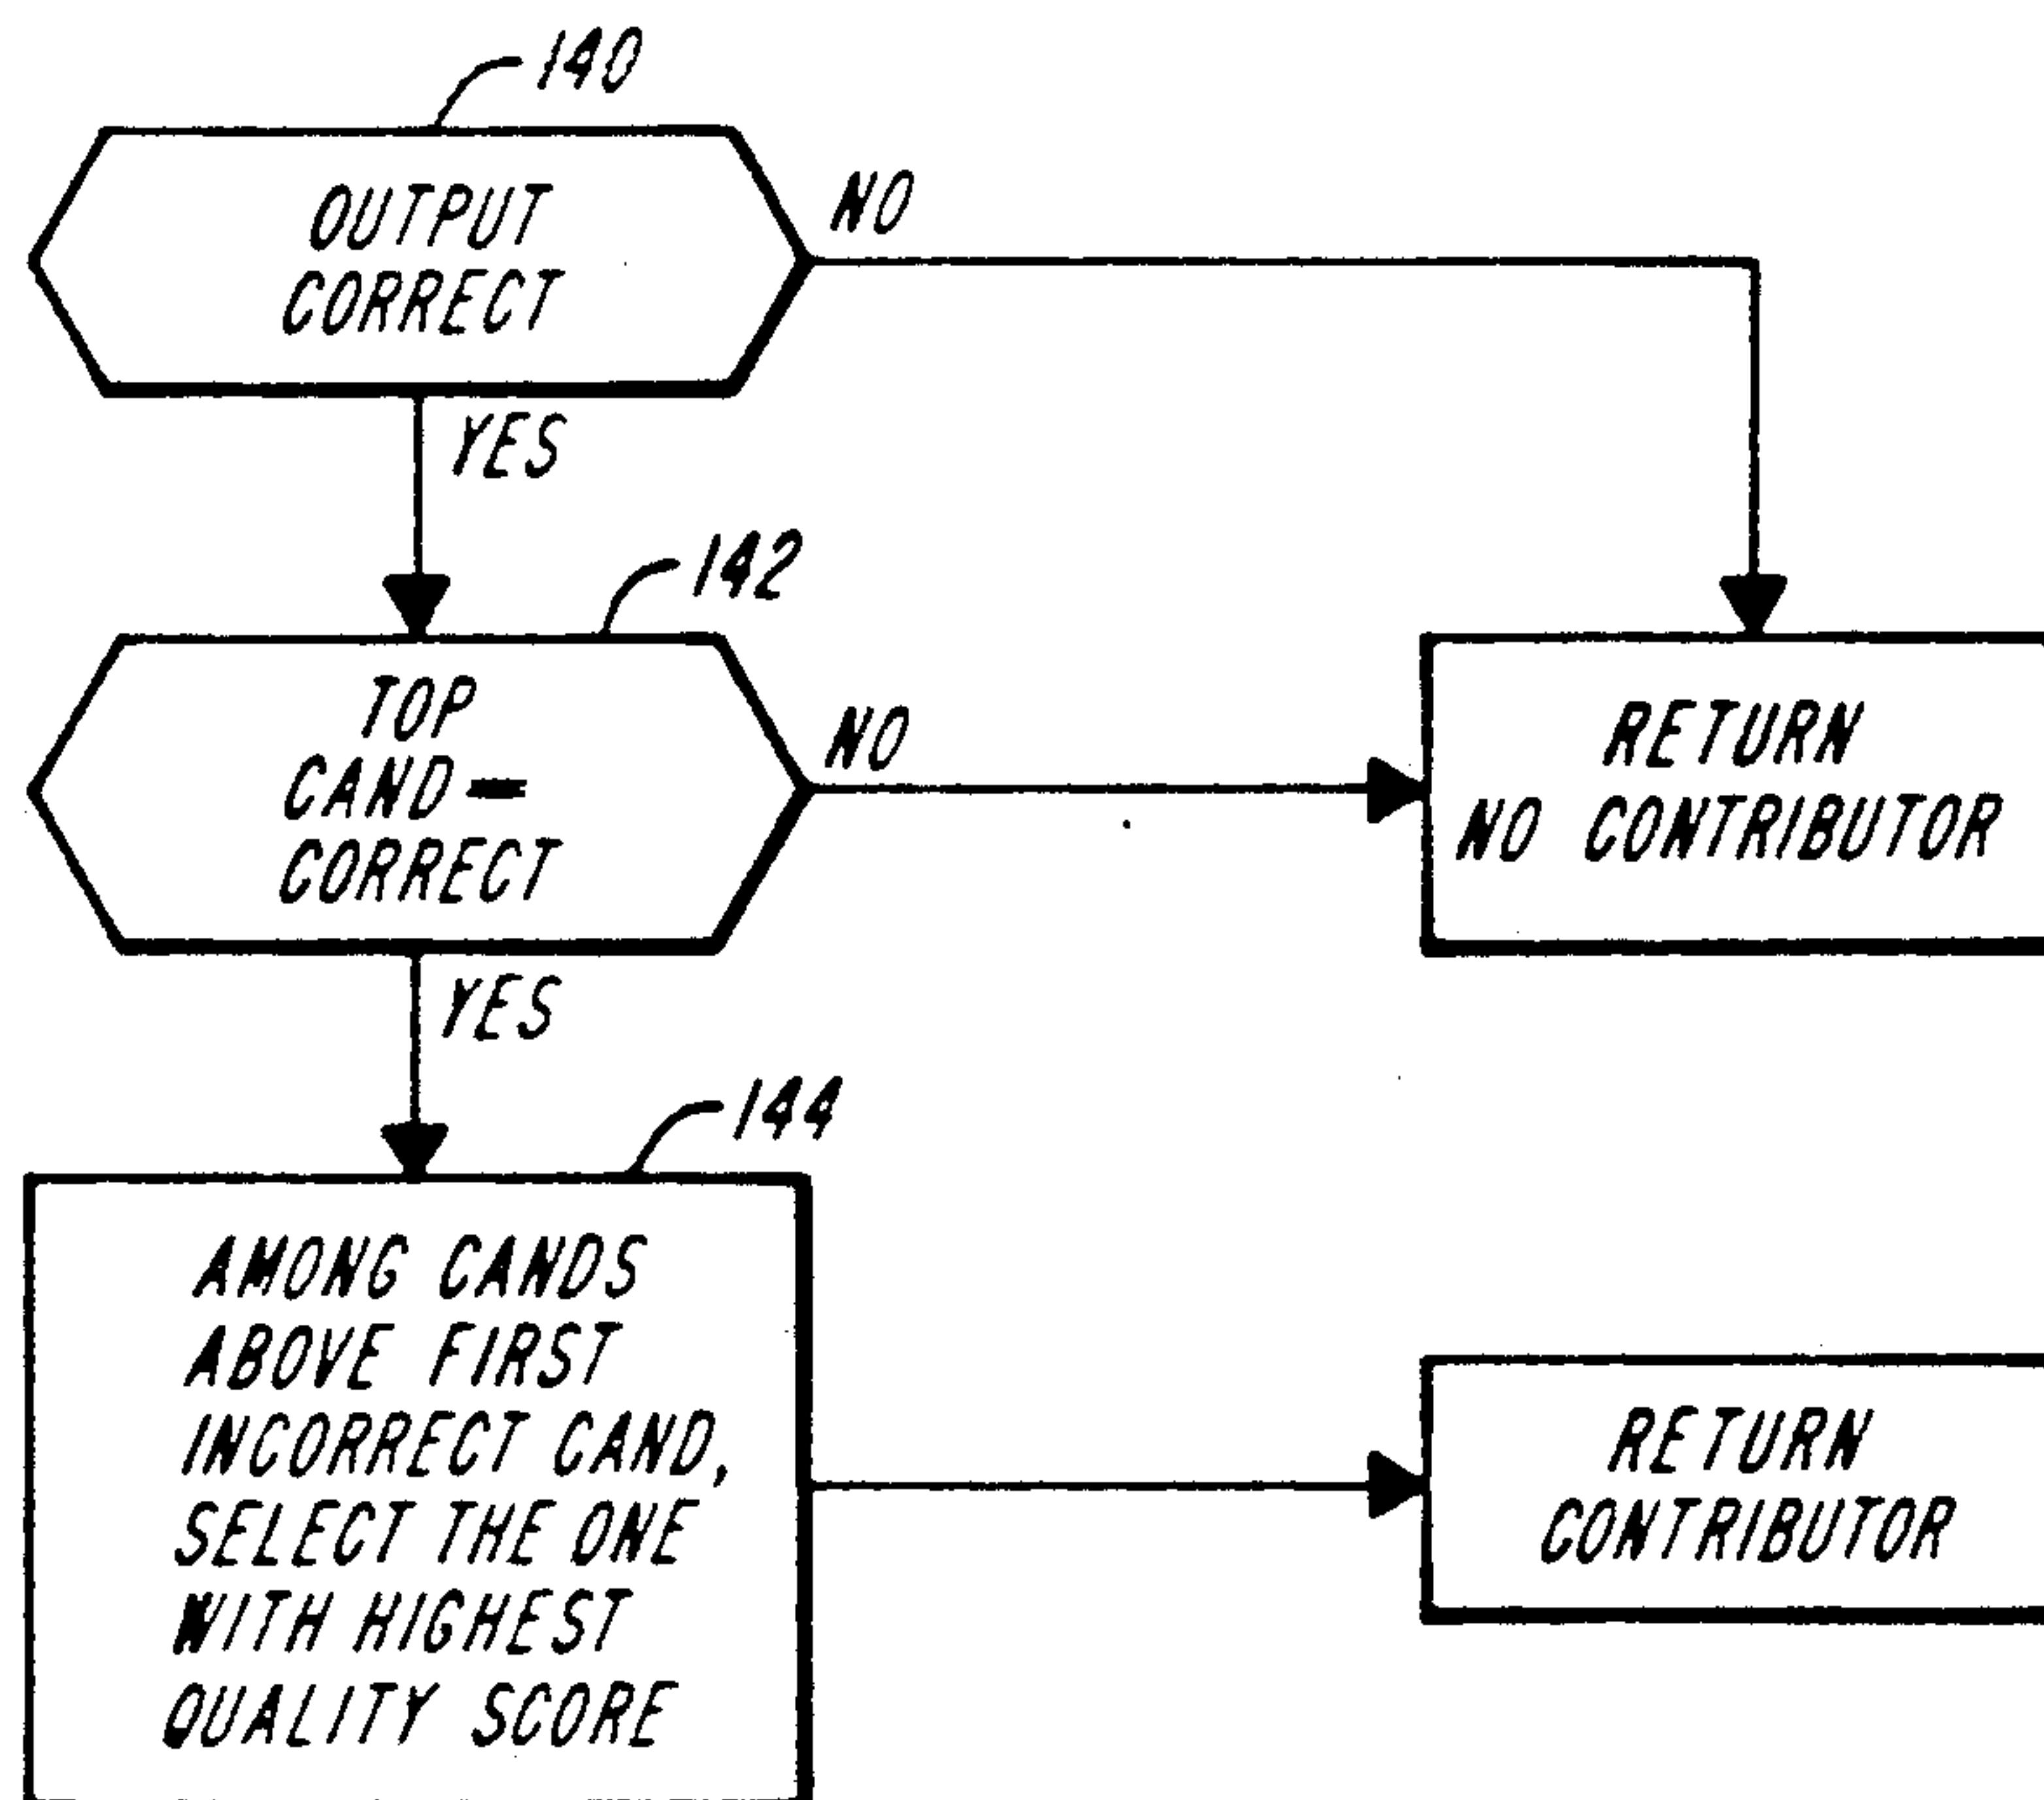 140
OUTPUT
CORRECT
NO
YES
142
TOP
CAND =
CORRECT
NO
RETURN
NO CONTRIBUTOR
YES
144
AMONG CANDS
ABOVE FIRST
INCORRECT CAND,
SELECT THE ONE
WITH HIGHEST
QUALITY SCORE
RETURN
CONTRIBUTOR